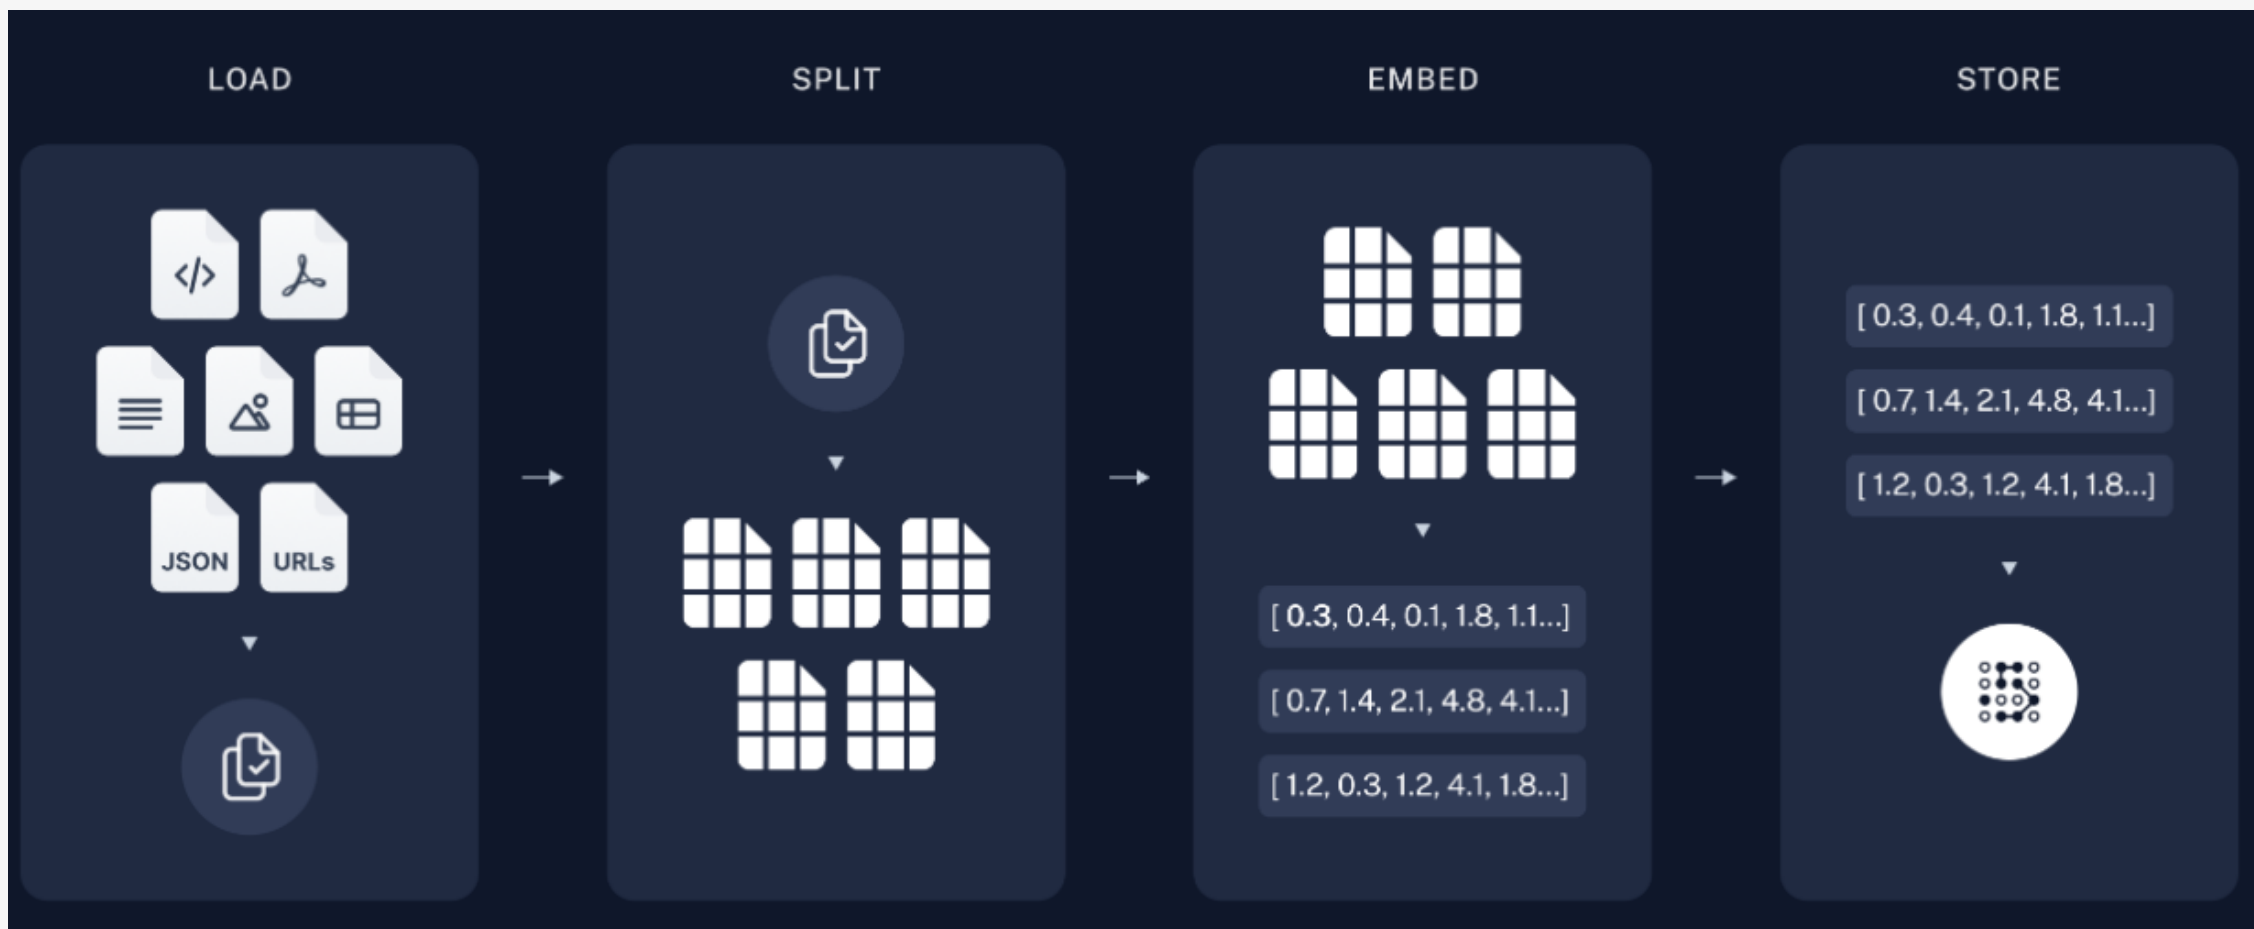 LOAD
SPLIT
EMBED
STORE
</>
JSON
URLs
[ 0.3, 0.4, 0.1, 1.8, 1.1...]
[ 0.7, 1.4, 2.1, 4.8, 4.1...]
[ 1.2, 0.3, 1.2, 4.1, 1.8...]
[ 0.3, 0.4, 0.1, 1.8, 1.1...]
[ 0.7, 1.4, 2.1, 4.8, 4.1...]
[ 1.2, 0.3, 1.2, 4.1, 1.8...]